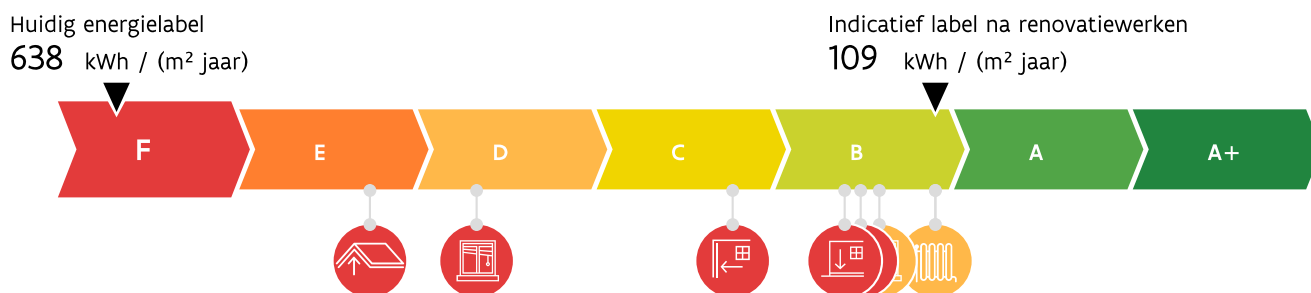 Huidig energielabel
638 kWh / (m² jaar)
Indicatief label na renovatiewerken
109 kWh / (m² jaar)
F E D C B A A+